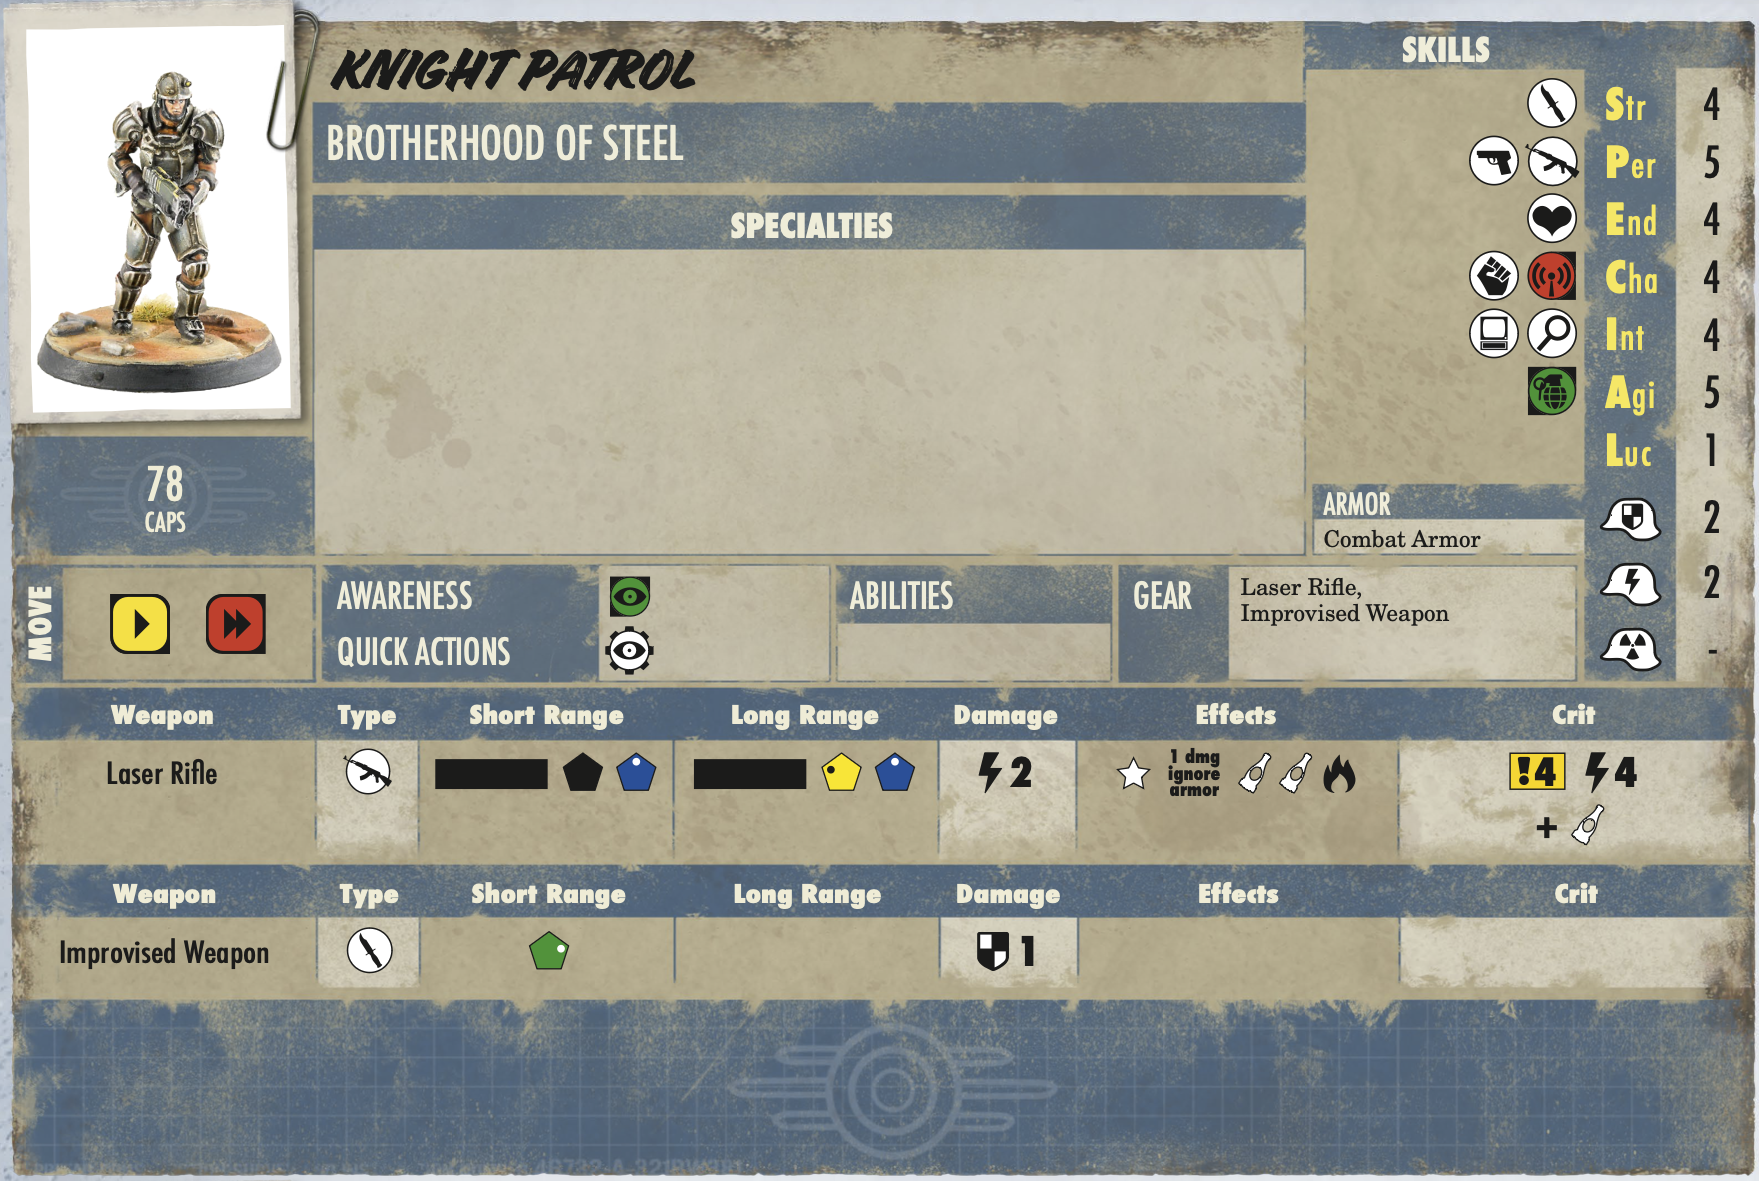 KNIGHT PATROL
BROTHERHOOD OF STEEL
SPECIALTIES
78
CAPS
SKILLS
Str 4
Per 5
End 4
Cha 4
Int 4
Agi 5
Luc 1
ARMOR
Combat Armor
2
2
-
MOVE
AWARENESS
QUICK ACTIONS
ABILITIES
GEAR
Laser Rifle,
Improvised Weapon
Weapon Type Short Range Long Range Damage Effects Crit
Laser Rifle 2 1 dmg ignore armor !4 4
+
Weapon Type Short Range Long Range Damage Effects Crit
Improvised Weapon 1